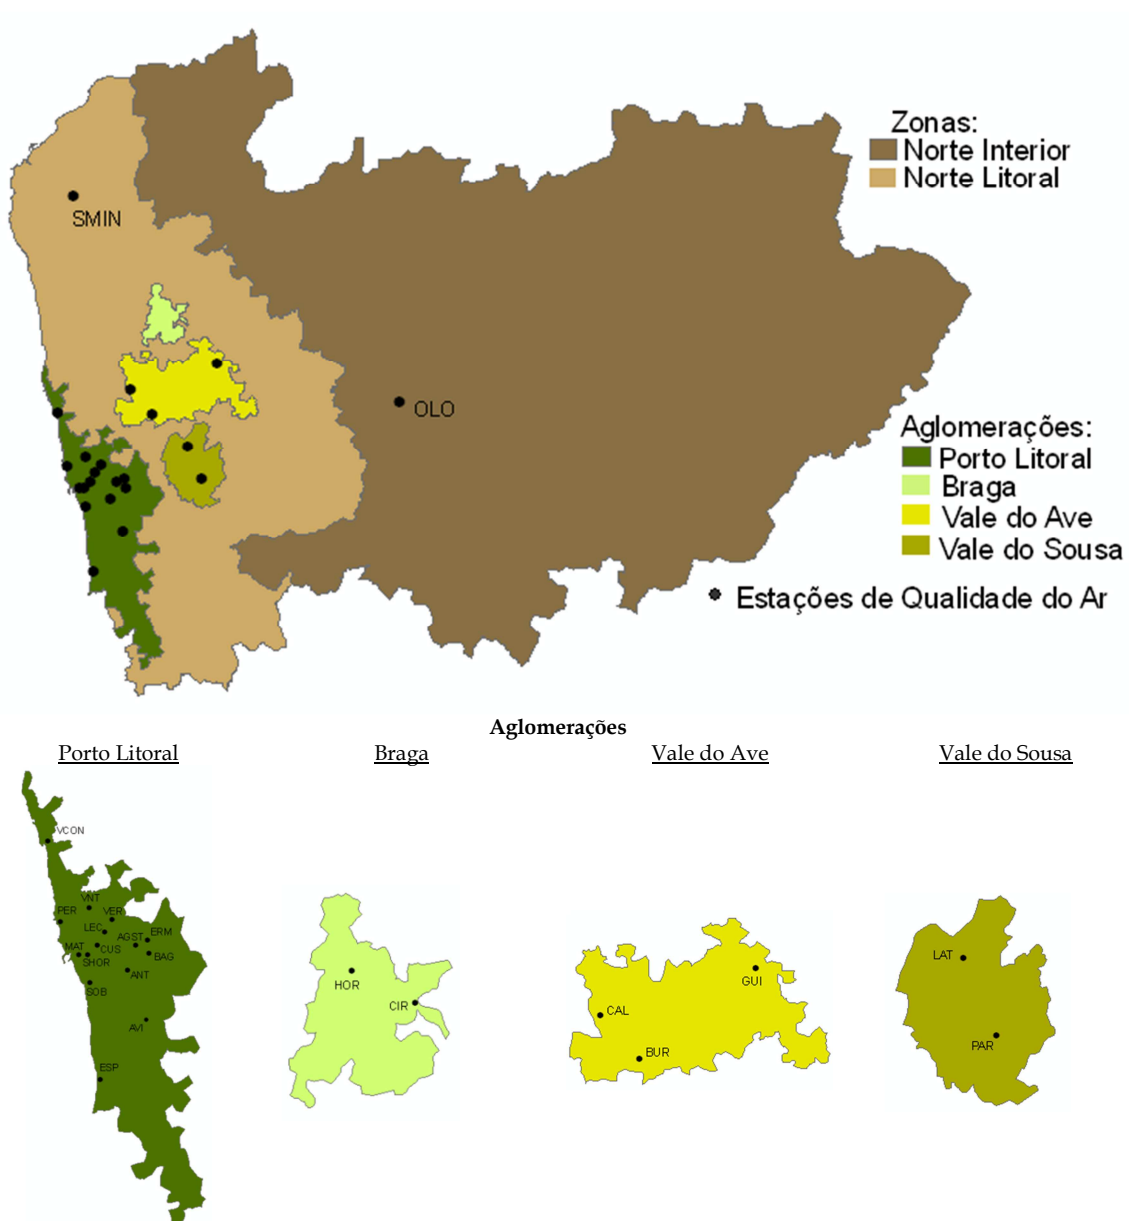 Zonas:
Norte Interior
Norte Litoral
SMIN
OLO
Aglomerações:
Porto Litoral
Braga
Vale do Ave
Vale do Sousa
Estações de Qualidade do Ar
Aglomerações
Porto Litoral Braga Vale do Ave Vale do Sousa
VCON
VNT
PER
VER
LEC
AGST
ERM
MAT
CUS
BAG
SHOR
ANT
SOB
AVI
ESP
HOR
CIR
GUI
CAL
BUR
LAT
PAR